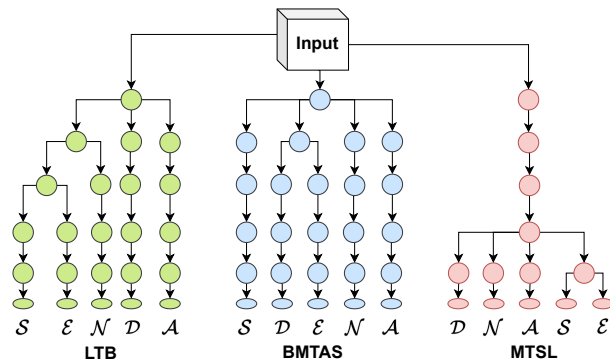 Input
S E N D A S D E N A D N A S E
LTB BMTAS MTSL